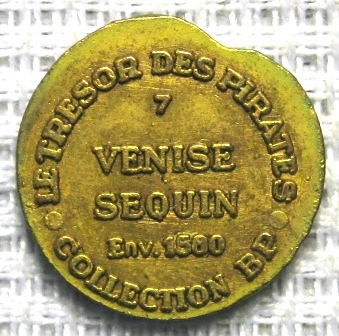 LE TRESOR DES PIRATES
7
VENISE
SEQUIN
Env. 1500
COLLECTION BP